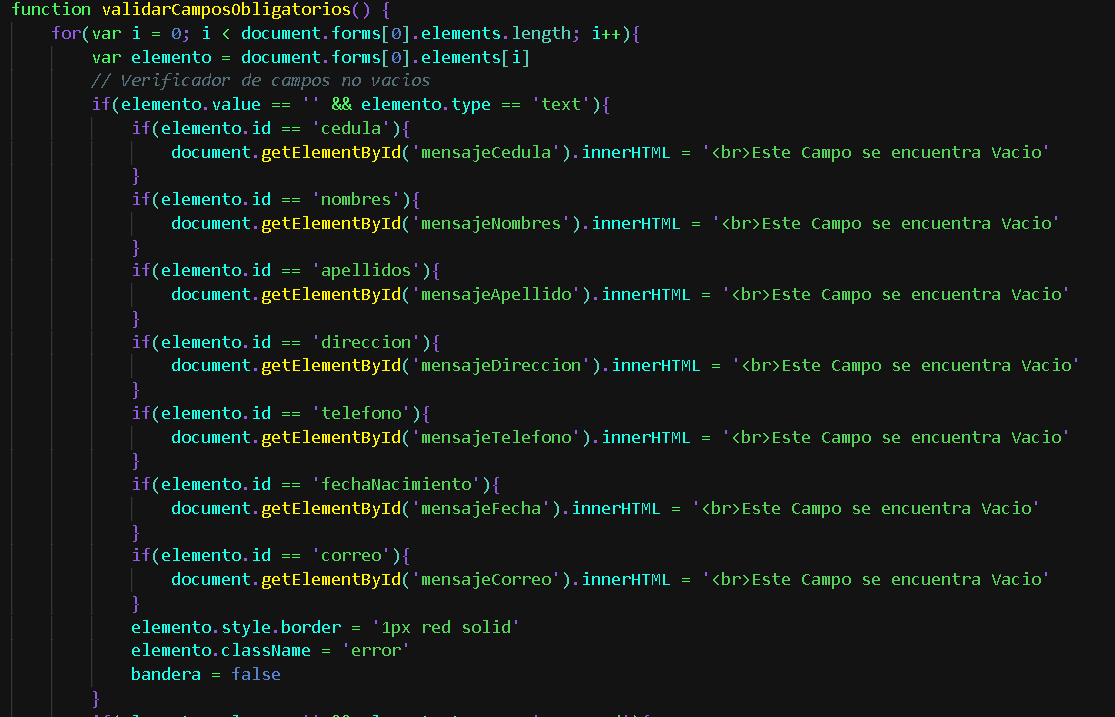 function validarCamposObligatorios() {
for(var i = 0; i < document.forms[0].elements.length; i++){
var elemento = document.forms[0].elements[i]
// Verificador de campos no vacios
if(elemento.value == '' && elemento.type == 'text'){
if(elemento.id == 'cedula'){
document.getElementById('mensajeCedula').innerHTML = '<br>Este Campo se encuentra Vacio'
}
if(elemento.id == 'nombres'){
document.getElementById('mensajeNombres').innerHTML = '<br>Este Campo se encuentra Vacio'
}
if(elemento.id == 'apellidos'){
document.getElementById('mensajeApellido').innerHTML = '<br>Este Campo se encuentra Vacio'
}
if(elemento.id == 'direccion'){
document.getElementById('mensajeDireccion').innerHTML = '<br>Este Campo se encuentra Vacio'
}
if(elemento.id == 'telefono'){
document.getElementById('mensajeTelefono').innerHTML = '<br>Este Campo se encuentra Vacio'
}
if(elemento.id == 'fechaNacimiento'){
document.getElementById('mensajeFecha').innerHTML = '<br>Este Campo se encuentra Vacio'
}
if(elemento.id == 'correo'){
document.getElementById('mensajeCorreo').innerHTML = '<br>Este Campo se encuentra Vacio'
}
elemento.style.border = '1px red solid'
elemento.className = 'error'
bandera = false
}